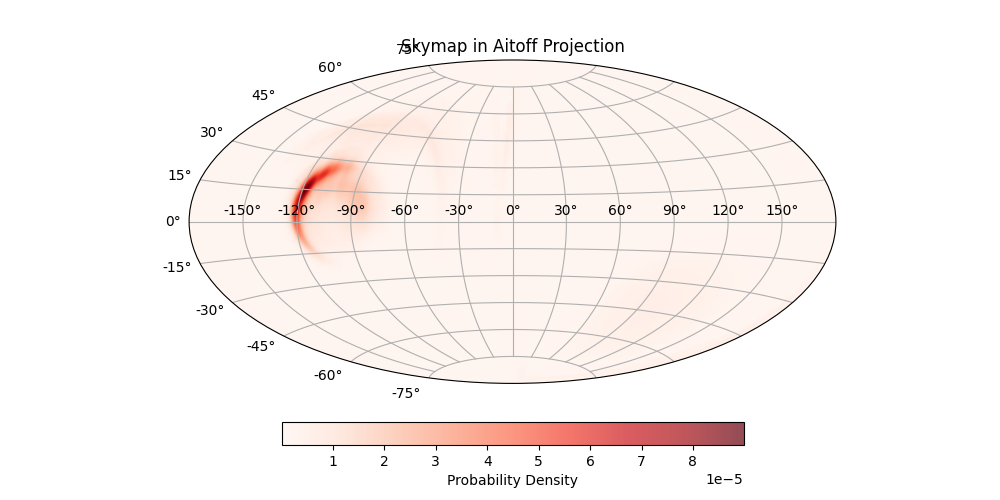 Skymap in Aitoff Projection
75°
60°
45°
30°
15°
0°
-15°
-30°
-45°
-60°
-75°
-150° -120° -90° -60° -30° 0° 30° 60° 90° 120° 150°
1 2 3 4 5 6 7 8
1e−5
Probability Density